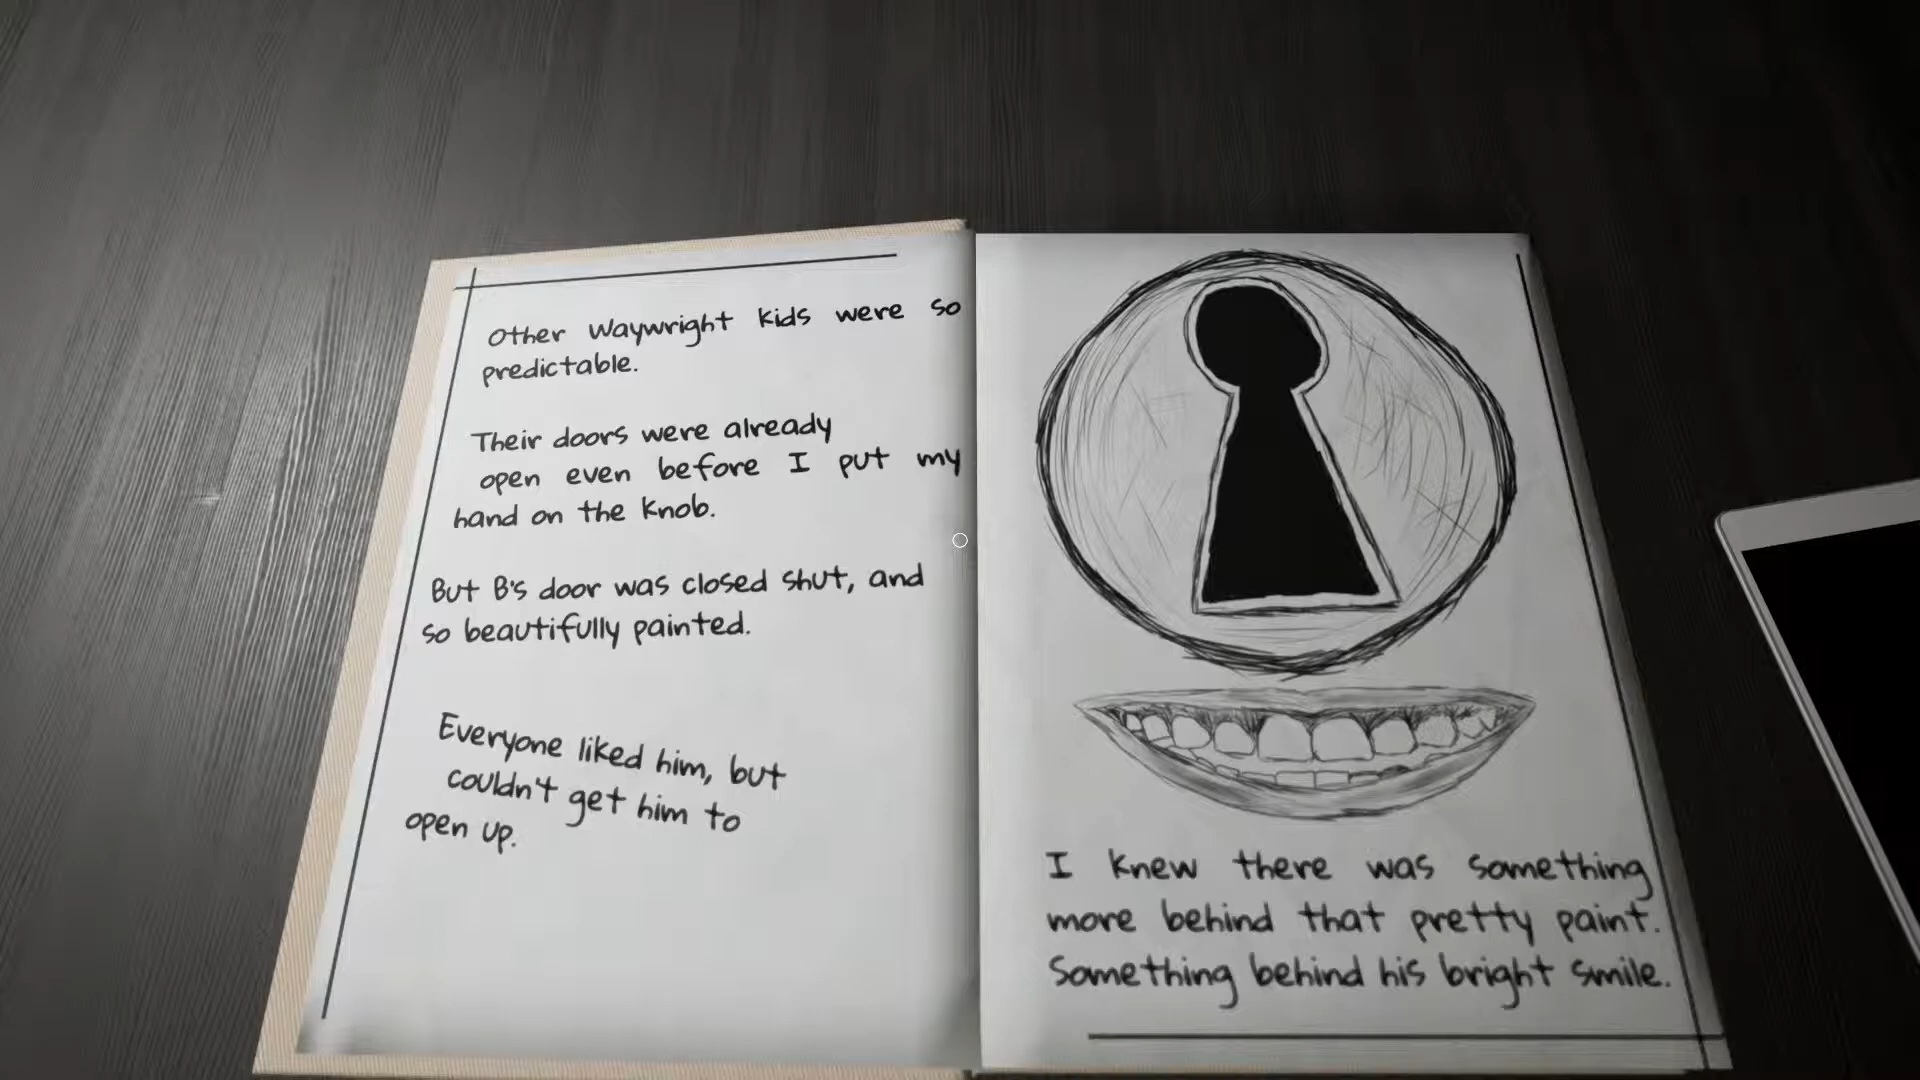 Other Waywright kids were so
predictable.
Their doors were already
open even before I put my
hand on the knob.
But B's door was closed shut, and
so beautifully painted.
Everyone liked him, but
couldn't get him to
open up.
I knew there was something
more behind that pretty paint.
Something behind his bright smile.